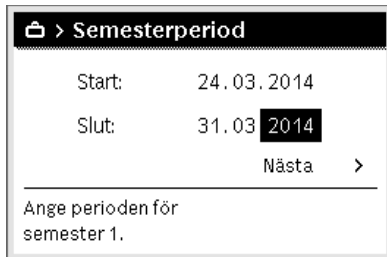 > Semesterperiod
Start: 24.03.2014
Slut: 31.03 2014
Nästa >
Ange perioden för
semester 1.